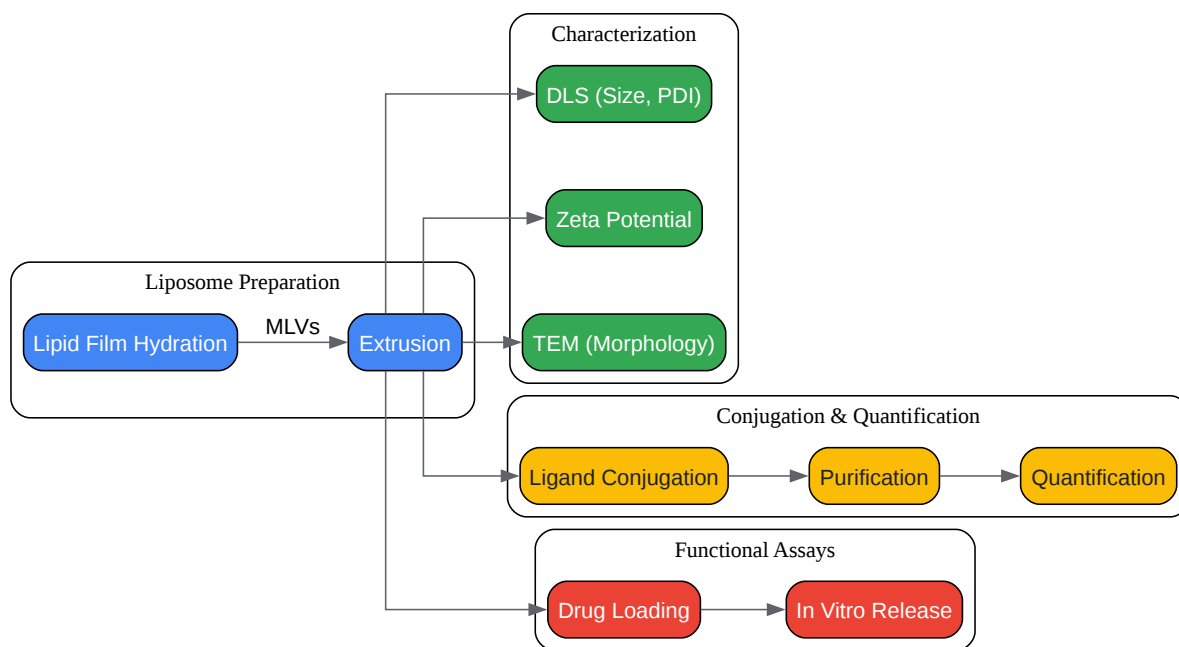 Characterization
DLS (Size, PDI)
Zeta Potential
Liposome Preparation
MLVs
Lipid Film Hydration
Extrusion
TEM (Morphology)
Conjugation & Quantification
Ligand Conjugation
Purification
Quantification
Functional Assays
Drug Loading
In Vitro Release